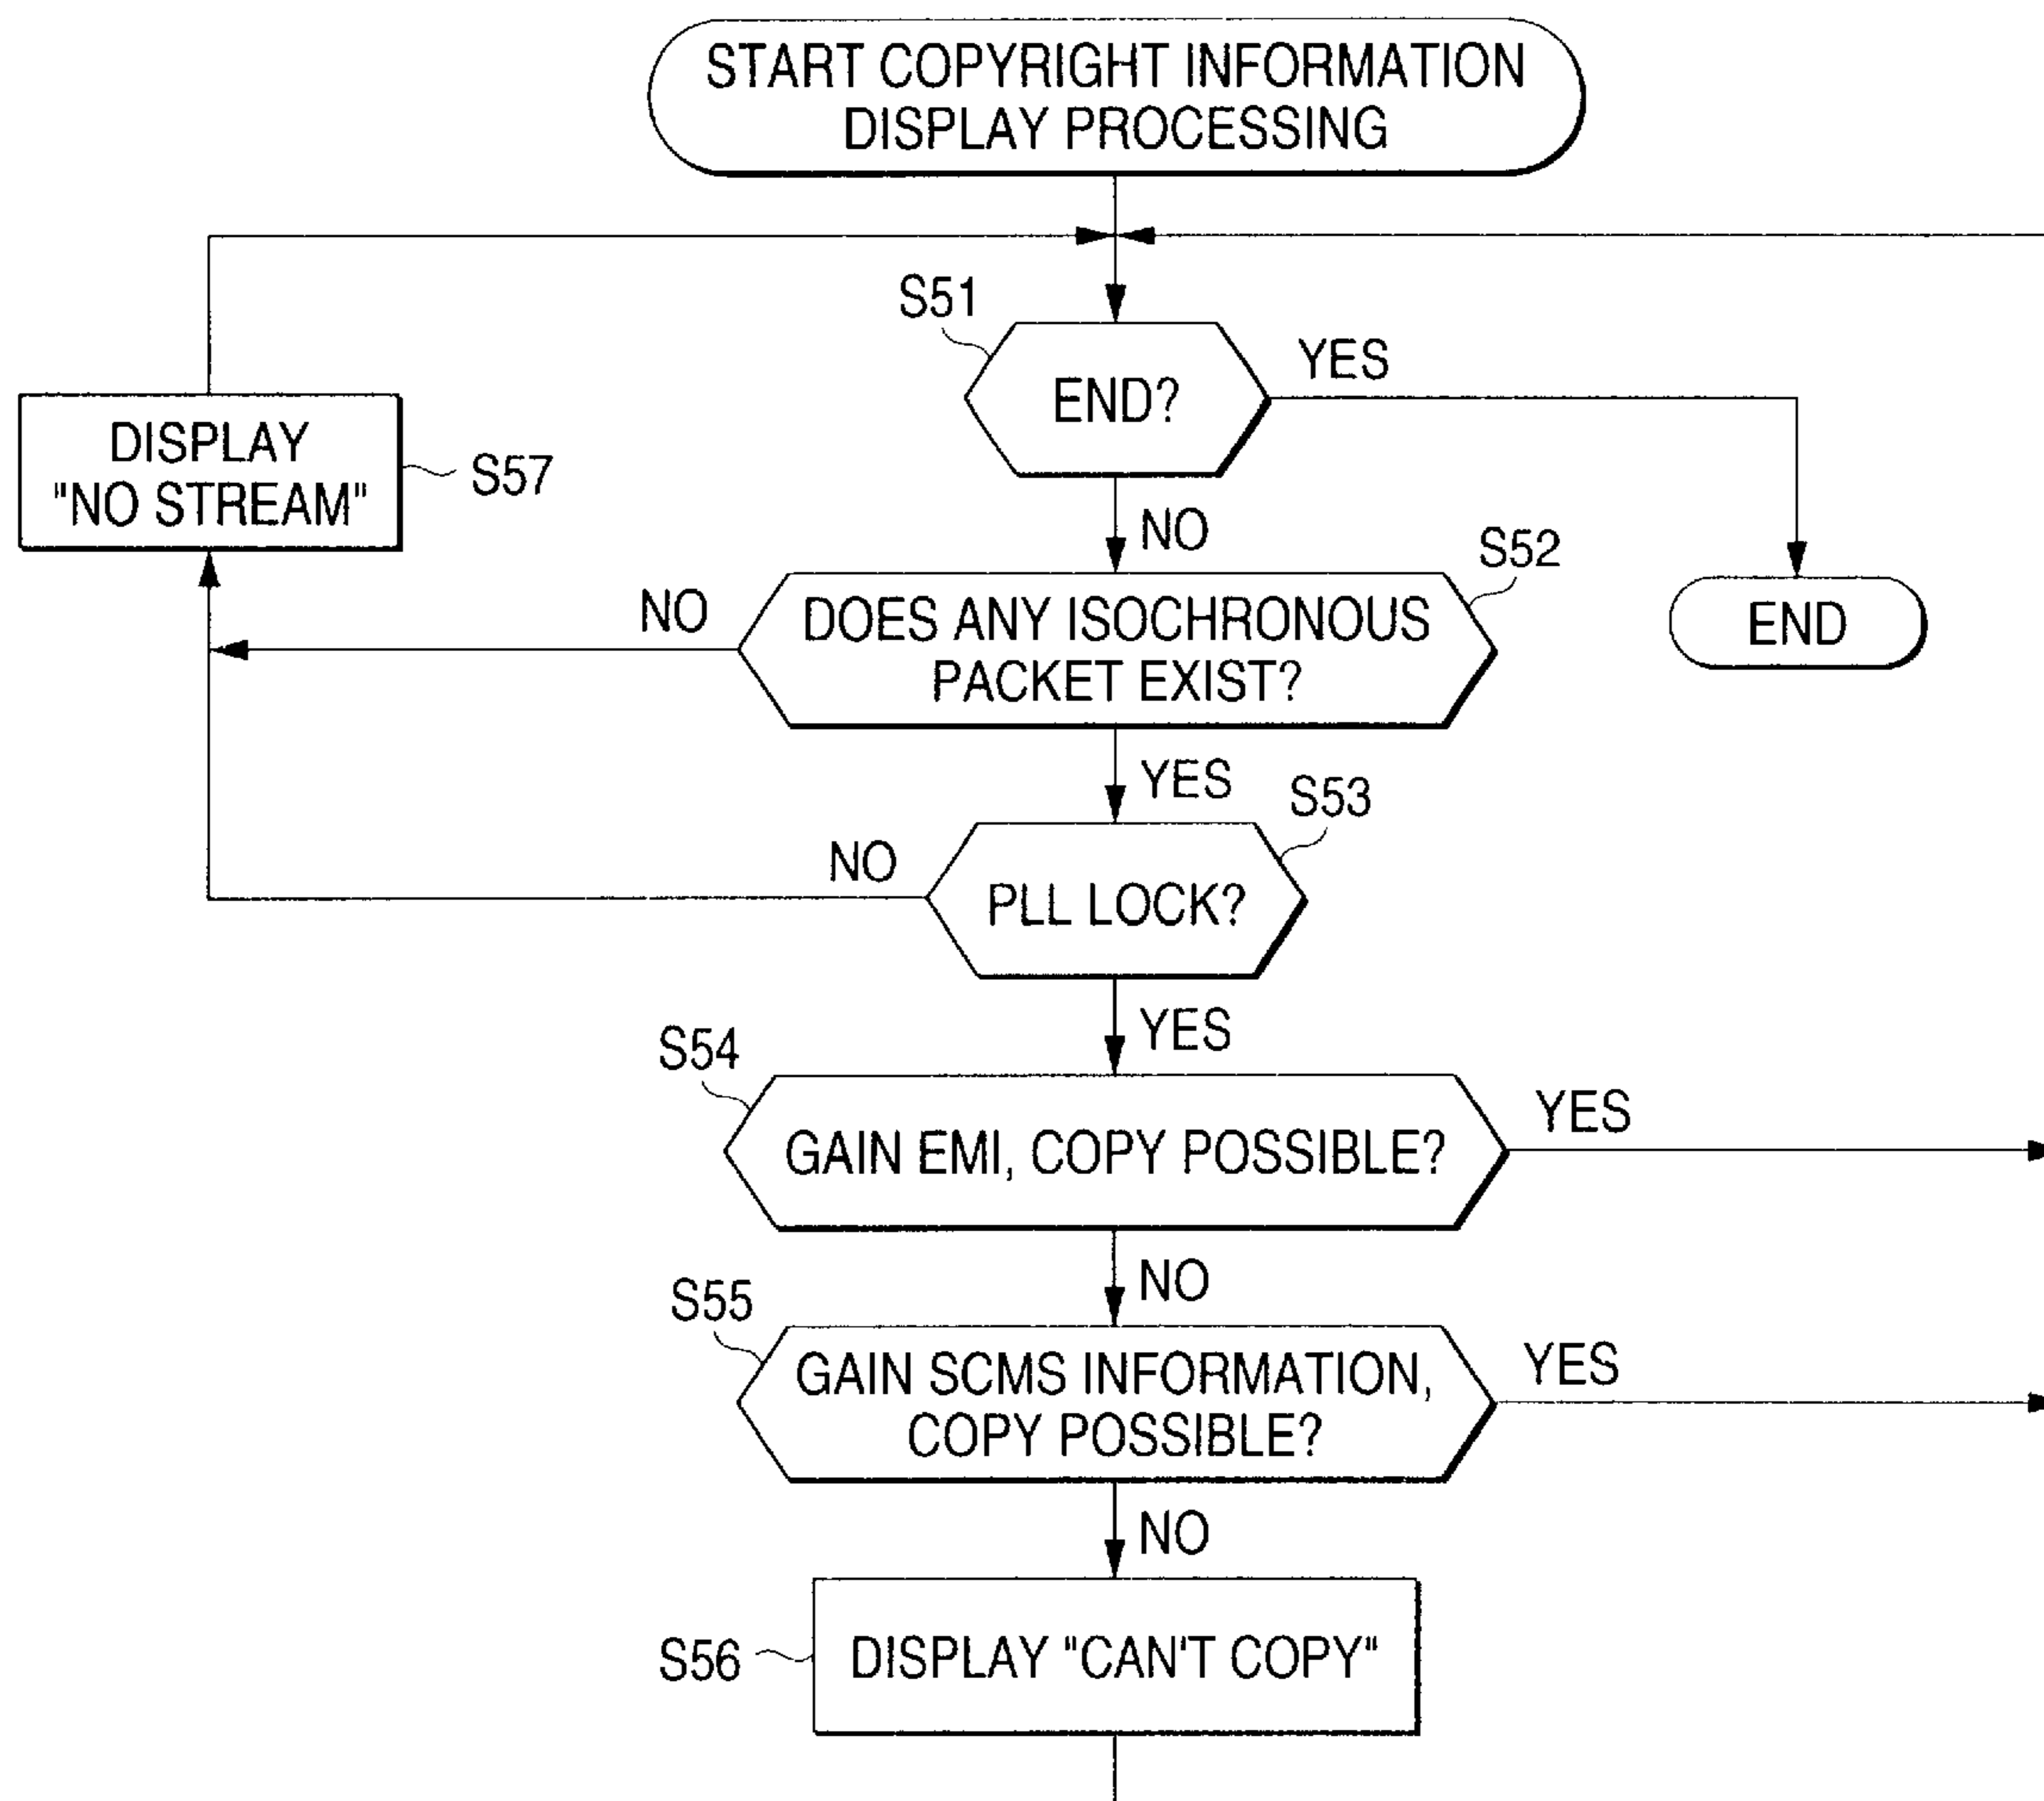 START COPYRIGHT INFORMATION
DISPLAY PROCESSING
S51
END?
YES
DISPLAY
"NO STREAM"
S57
NO
S52
NO
DOES ANY ISOCHRONOUS
PACKET EXIST?
END
YES
S53
NO
PLL LOCK?
YES
S54
GAIN EMI, COPY POSSIBLE?
YES
NO
S55
GAIN SCMS INFORMATION,
COPY POSSIBLE?
YES
NO
S56
DISPLAY "CAN'T COPY"